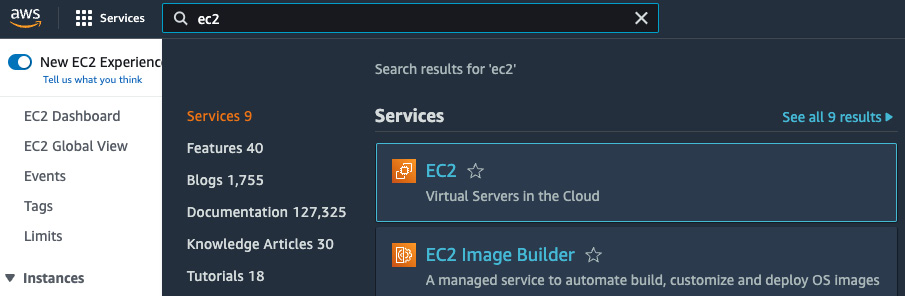 aws
Services
ec2
New EC2 Experienc
Tell us what you think
EC2 Dashboard
EC2 Global View
Events
Tags
Limits
Instances
Search results for 'ec2'
Services 9
Features 40
Blogs 1,755
Documentation 127,325
Knowledge Articles 30
Tutorials 18
Services
See all 9 results
EC2
Virtual Servers in the Cloud
EC2 Image Builder
A managed service to automate build, customize and deploy OS images